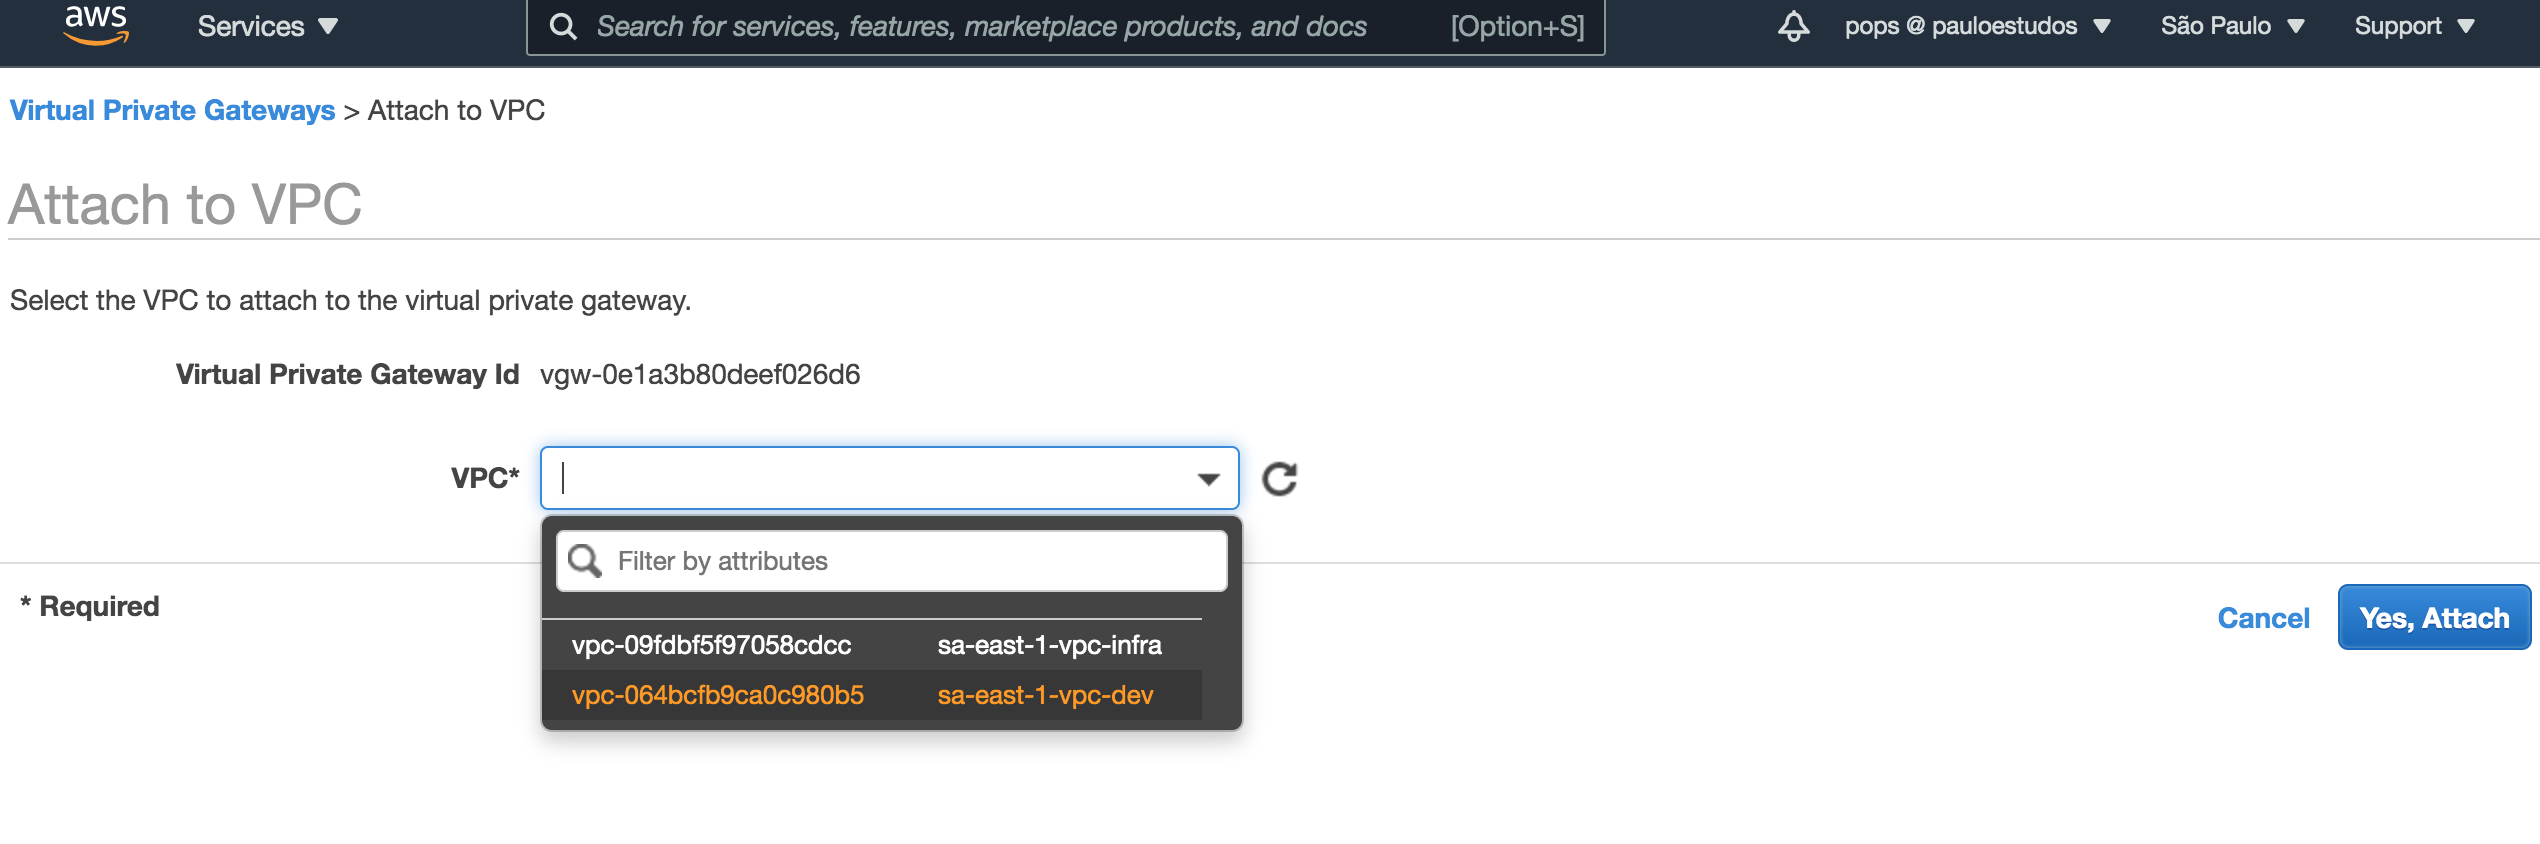 aws Services Search for services, features, marketplace products, and docs [Option+S] pops @ pauloestudos São Paulo Support
Virtual Private Gateways > Attach to VPC
Attach to VPC
Select the VPC to attach to the virtual private gateway.
Virtual Private Gateway Id vgw-0e1a3b80deef026d6
VPC*
Filter by attributes
vpc-09fdbf5f97058cdcc sa-east-1-vpc-infra
vpc-064bcfb9ca0c980b5 sa-east-1-vpc-dev
* Required
Cancel Yes, Attach